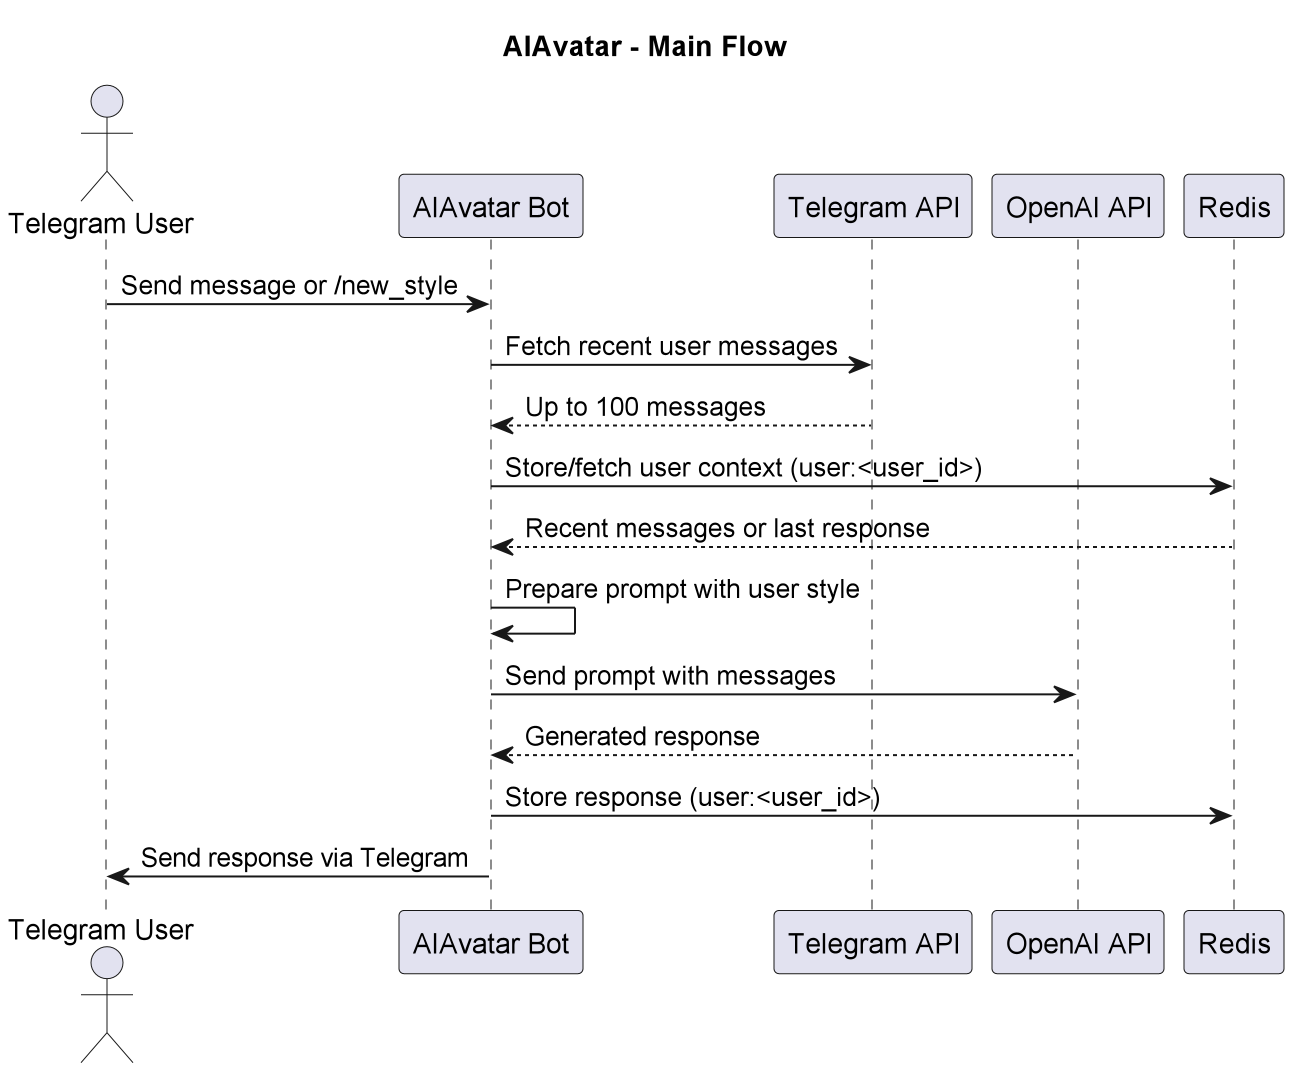 AIAvatar - Main Flow
Telegram User
AIAvatar Bot
Telegram API
OpenAI API
Redis
Send message or /new_style
Fetch recent user messages
Up to 100 messages
Store/fetch user context (user:<user_id>)
Recent messages or last response
Prepare prompt with user style
Send prompt with messages
Generated response
Store response (user:<user_id>)
Send response via Telegram
Telegram User
AIAvatar Bot
Telegram API
OpenAI API
Redis